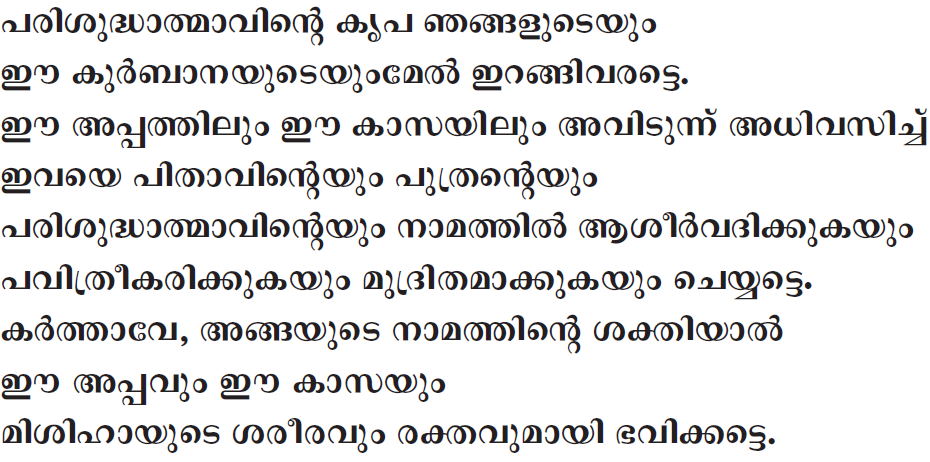 പരിശുദ്ധാത്മാവിന്റെ കൃപ ഞങ്ങളുടെയും
ഈ കുർബാനയുടെയുംമേൽ ഇറങ്ങിവരട്ടെ.
ഈ അപ്പത്തിലും ഈ കാസയിലും അവിടുന്ന് അധിവസിച്ച്
ഇവയെ പിതാവിന്റെയും പുത്രന്റെയും
പരിശുദ്ധാത്മാവിന്റെയും നാമത്തിൽ ആശീർവദിക്കുകയും
പവിത്രീകരിക്കുകയും മുദ്രിതമാക്കുകയും ചെയ്യട്ടെ.
കർത്താവേ, അങ്ങയുടെ നാമത്തിന്റെ ശക്തിയാൽ
ഈ അപ്പവും ഈ കാസയും
മിശിഹായുടെ ശരീരവും രക്തവുമായി ഭവിക്കട്ടെ.